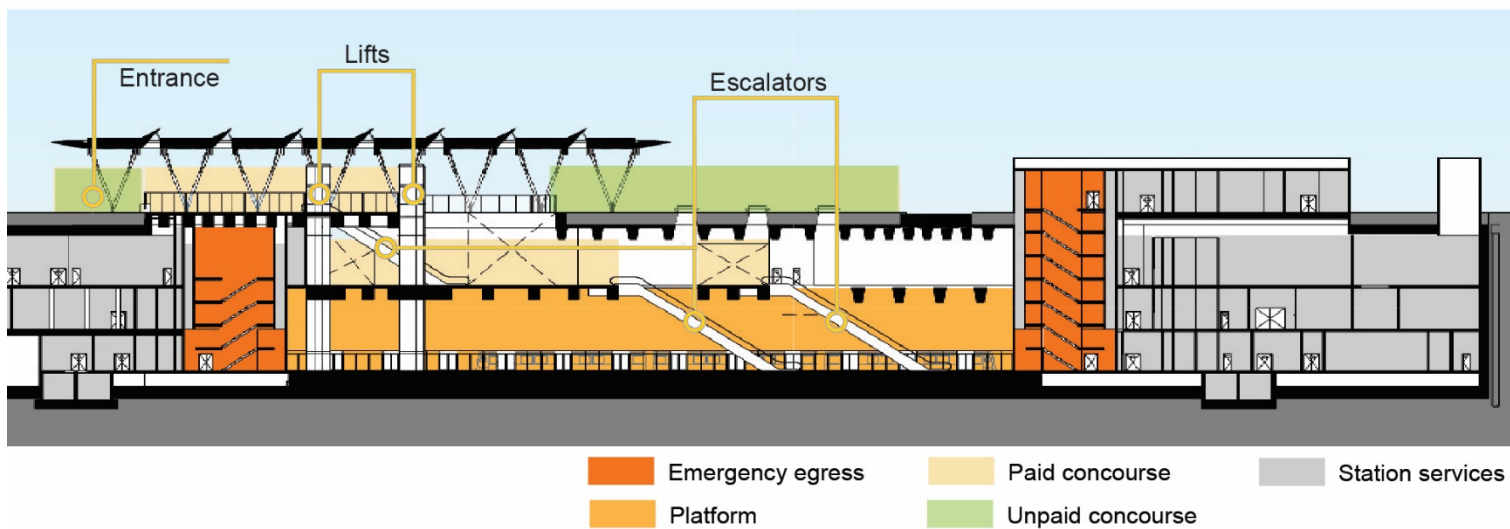 Lifts
Entrance
Escalators
Emergency egress
Paid concourse
Station services
Platform
Unpaid concourse